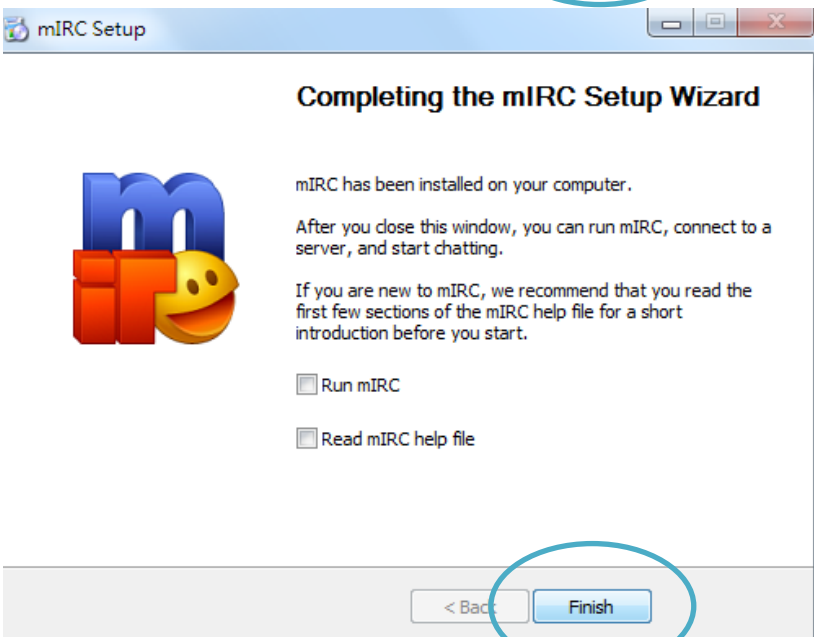 mIRC Setup
Completing the mIRC Setup Wizard
mirc
mIRC has been installed on your computer.
After you close this window, you can run mIRC, connect to a
server, and start chatting.
If you are new to mIRC, we recommend that you read the
first few sections of the mIRC help file for a short
introduction before you start.
Run mIRC
Read mIRC help file
< Back
Finish